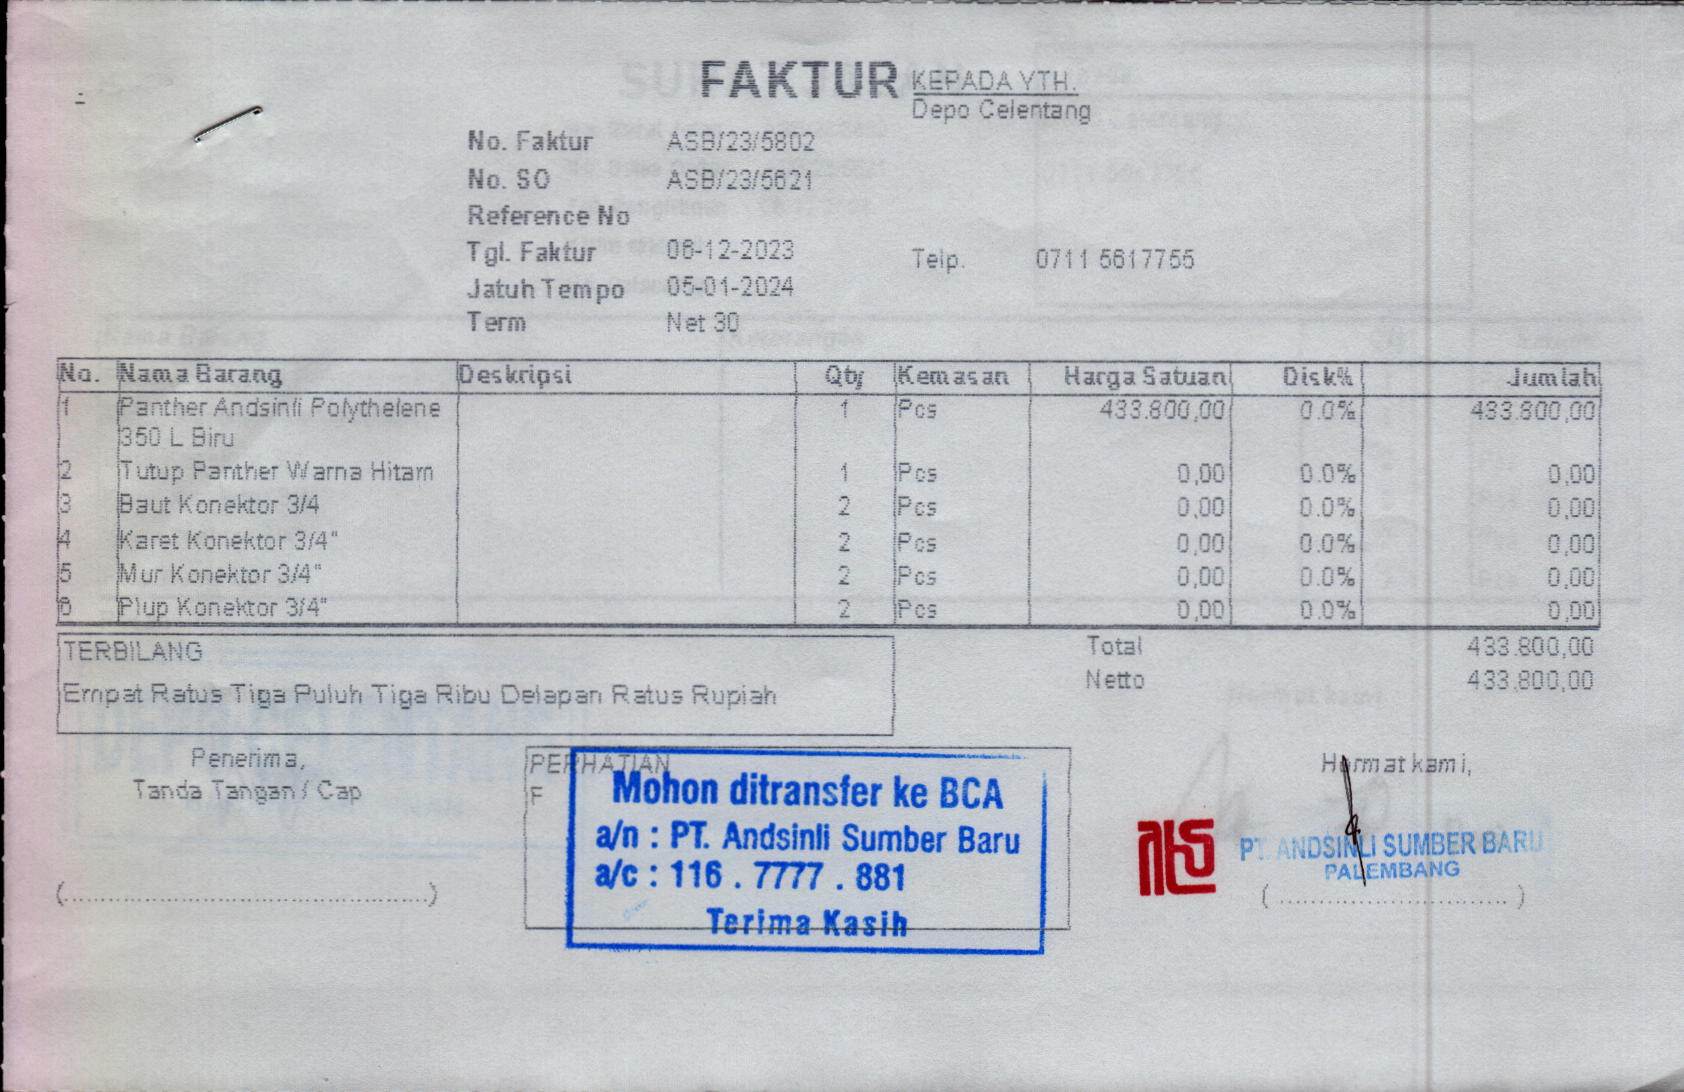 FAKTUR
KEPADA YTH.
Depo Celentang
No. Faktur ASB/23/5802
No. SO ASB/23/5621
Reference No
Tgl. Faktur 06-12-2023
Telp. 0711 5617755
Jatuh Tempo 05-01-2024
Term Net 30
No. Nama Barang Deskripsi Qty Kemasan Harga Satuan Disk% Jumlah
1 Panther Andsinli Polythelene 1 Pcs 433.800,00 0.0% 433.800,00
350 L Biru
2 Tutup Panther Warna Hitam 1 Pcs 0,00 0.0% 0,00
3 Baut Konektor 3/4 2 Pcs 0,00 0.0% 0,00
4 Karet Konektor 3/4" 2 Pcs 0,00 0.0% 0,00
5 Mur Konektor 3/4" 2 Pcs 0,00 0.0% 0,00
6 Plup Konektor 3/4" 2 Pcs 0,00 0.0% 0,00
TERBILANG
Empat Ratus Tiga Puluh Tiga Ribu Delapan Ratus Rupiah
Total 433.800,00
Netto 433.800,00
Penerima,
Tanda Tangan / Cap
(..............................................)
PERHATIAN
F
Mohon ditransfer ke BCA
a/n : PT. Andsinli Sumber Baru
a/c : 116 . 7777 . 881
Terima Kasih
Hormat kami,
PT. ANDSINLI SUMBER BARU
PALEMBANG
(.............................)